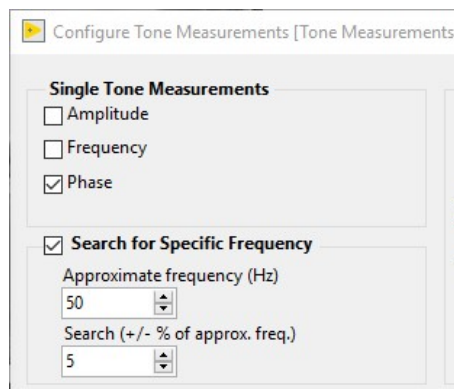 Configure Tone Measurements [Tone Measurements
Single Tone Measurements
Amplitude
Frequency
Phase
Search for Specific Frequency
Approximate frequency (Hz)
50
Search (+/- % of approx. freq.)
5